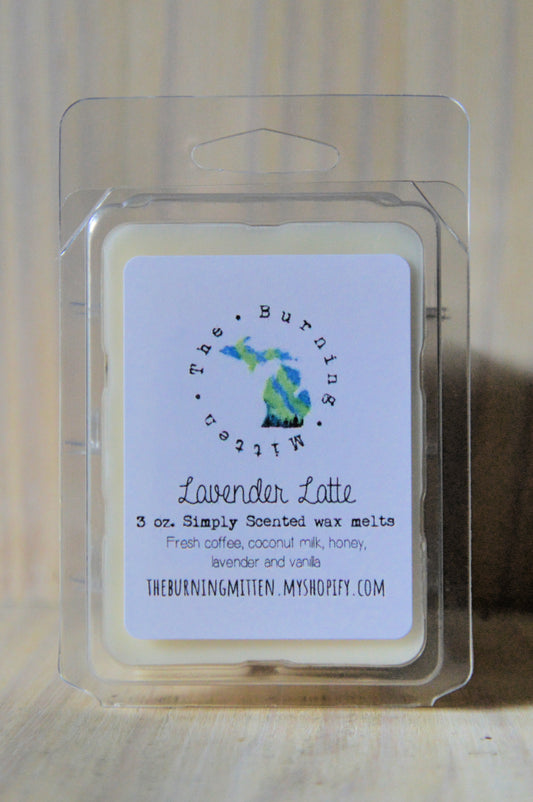 The • Burning • Mitten •
Lavender Latte
3 oz. Simply Scented wax melts
Fresh coffee, coconut milk, honey,
lavender and vanilla
THEBURNINGMITTEN.MYSHOPIFY.COM